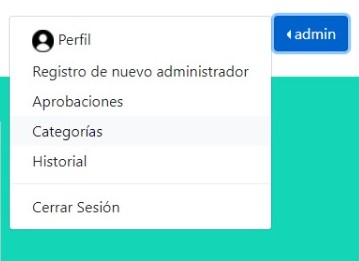 admin
Perfil
Registro de nuevo administrador
Aprobaciones
Categorías
Historial
Cerrar Sesión